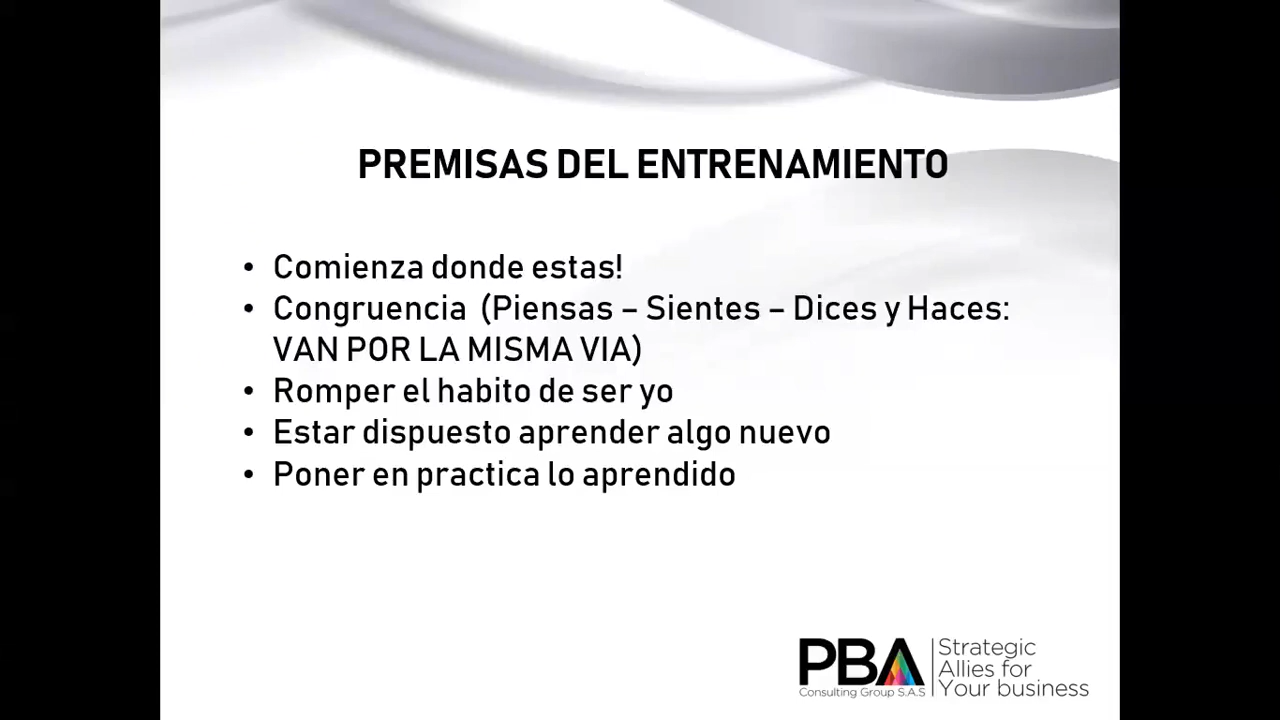 PREMISAS DEL ENTRENAMIENTO
• Comienza donde estas!
• Congruencia (Piensas – Sientes – Dices y Haces:
VAN POR LA MISMA VIA)
• Romper el habito de ser yo
• Estar dispuesto aprender algo nuevo
• Poner en practica lo aprendido
PBA
Consulting Group S.A.S
Strategic
Allies for
Your business